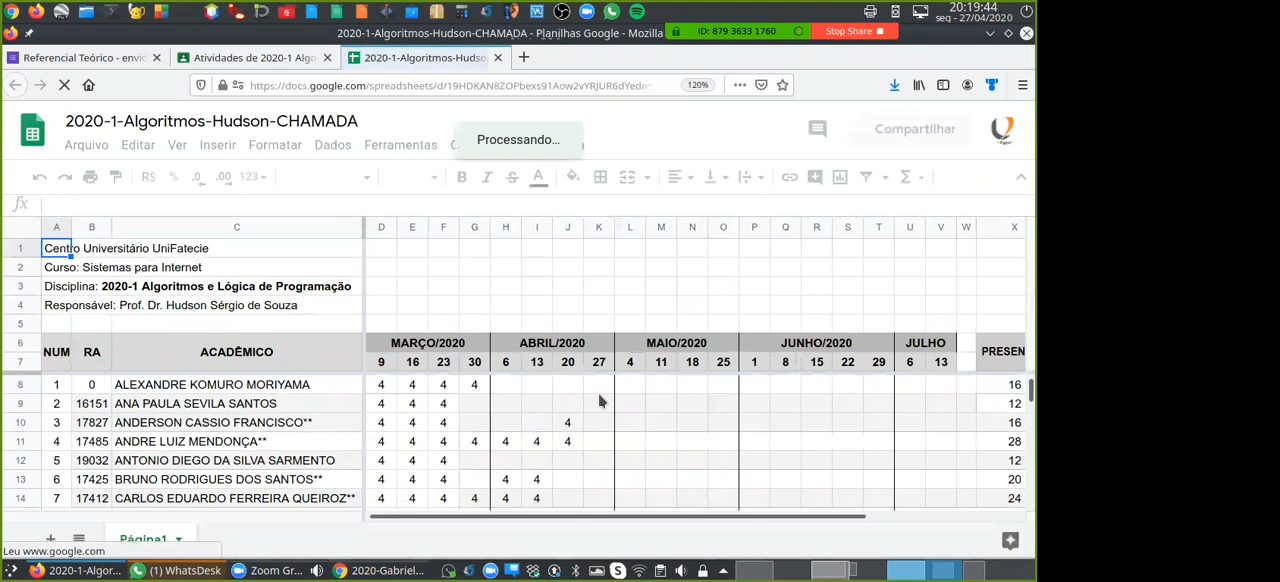 20:19:44
seg - 27/04/2020
2020-1-Algoritmos-Hudson-CHAMADA - Planilhas Google - Mozilla
ID: 879 3633 1760
Stop Share
Referencial Teórico - envic
Atividades de 2020-1 Algo
2020-1-Algoritmos-Hudso
https://docs.google.com/spreadsheets/d/19HDKAN8ZOPbexs91Aow2vYRJUR6dYedm
120%
2020-1-Algoritmos-Hudson-CHAMADA
Processando...
Compartilhar
Arquivo Editar Ver Inserir Formatar Dados Ferramentas
R$ % .0 .00 123
fx
A B C D E F G H I J K L M N O P Q R S T U V W X
1 Centro Universitário UniFatecie
2 Curso: Sistemas para Internet
3 Disciplina: 2020-1 Algoritmos e Lógica de Programação
4 Responsável: Prof. Dr. Hudson Sérgio de Souza
5
6 MARÇO/2020 ABRIL/2020 MAIO/2020 JUNHO/2020 JULHO
NUM RA ACADÊMICO PRESEN
7 9 16 23 30 6 13 20 27 4 11 18 25 1 8 15 22 29 6 13
8 1 0 ALEXANDRE KOMURO MORIYAMA 4 4 4 4 16
9 2 16151 ANA PAULA SEVILA SANTOS 4 4 4 12
10 3 17827 ANDERSON CASSIO FRANCISCO** 4 4 4 4 16
11 4 17485 ANDRE LUIZ MENDONÇA** 4 4 4 4 4 4 4 28
12 5 19032 ANTONIO DIEGO DA SILVA SARMENTO 4 4 4 12
13 6 17425 BRUNO RODRIGUES DOS SANTOS** 4 4 4 4 4 20
14 7 17412 CARLOS EDUARDO FERREIRA QUEIROZ** 4 4 4 4 4 4 24
Página1
Leu www.google.com
2020-1-Algor...
(1) WhatsDesk
Zoom Gr...
2020-Gabriel...